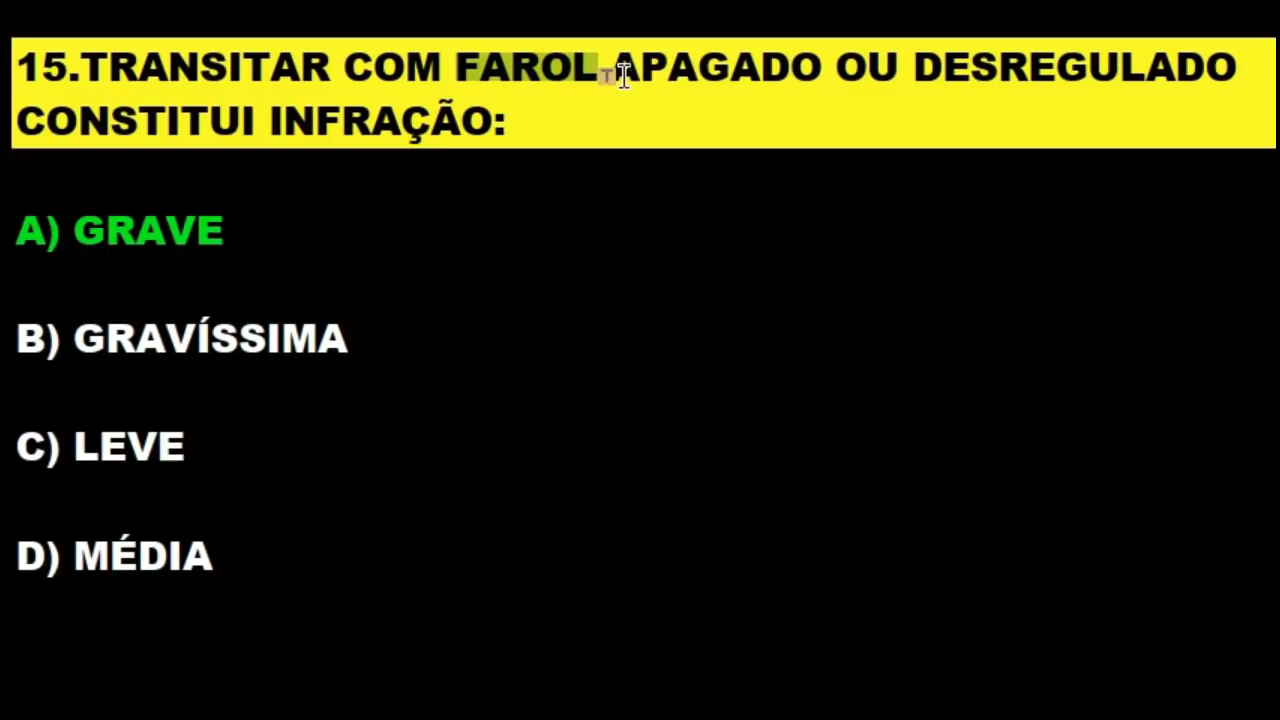 15.TRANSITAR COM FAROL APAGADO OU DESREGULADO
CONSTITUI INFRAÇÃO:
A) GRAVE
B) GRAVÍSSIMA
C) LEVE
D) MÉDIA